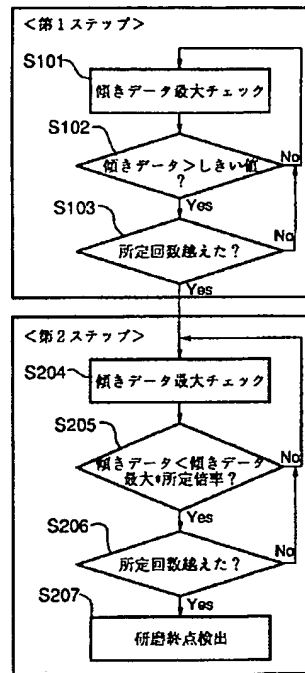 <第1ステップ>
S101
傾きデータ最大チェック
S102
傾きデータ>しきい値
?
No
Yes
S103
所定回数越えた?
No
Yes
<第2ステップ>
S204
傾きデータ最大チェック
S205
傾きデータ<傾きデータ
最大*所定倍率?
No
Yes
S206
所定回数越えた?
No
Yes
S207
研磨終点検出